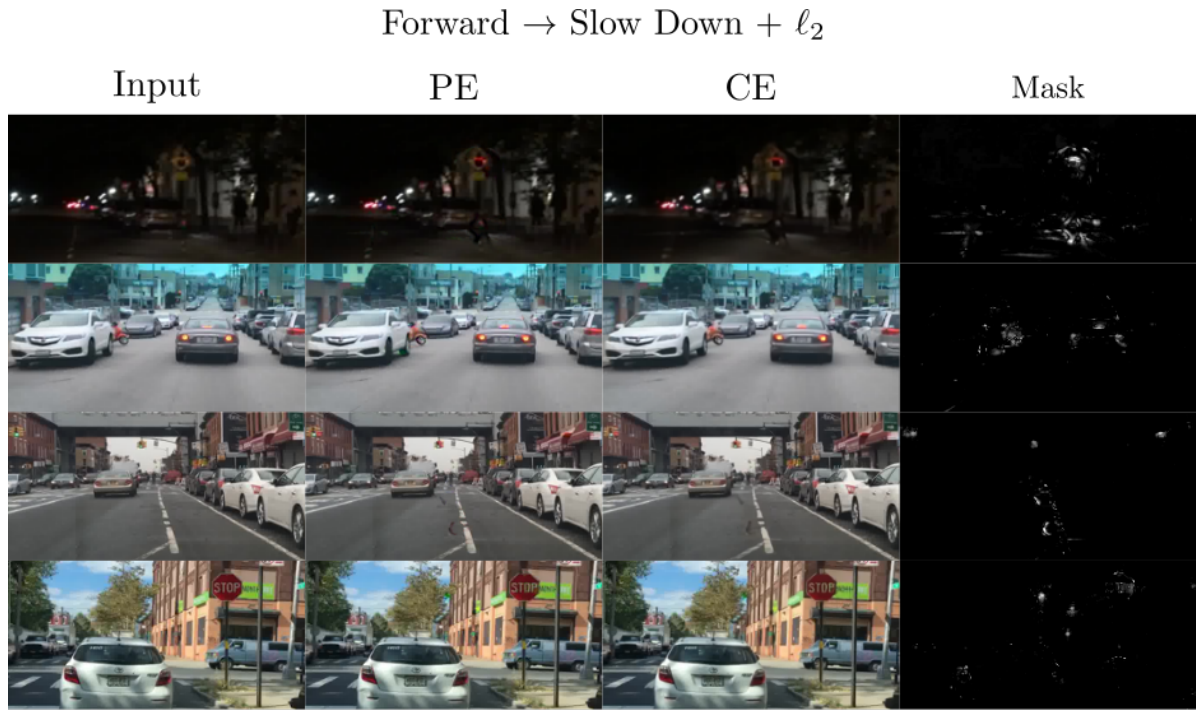 Forward → Slow Down + ℓ₂
Input PE CE Mask
STOP STOP STOP